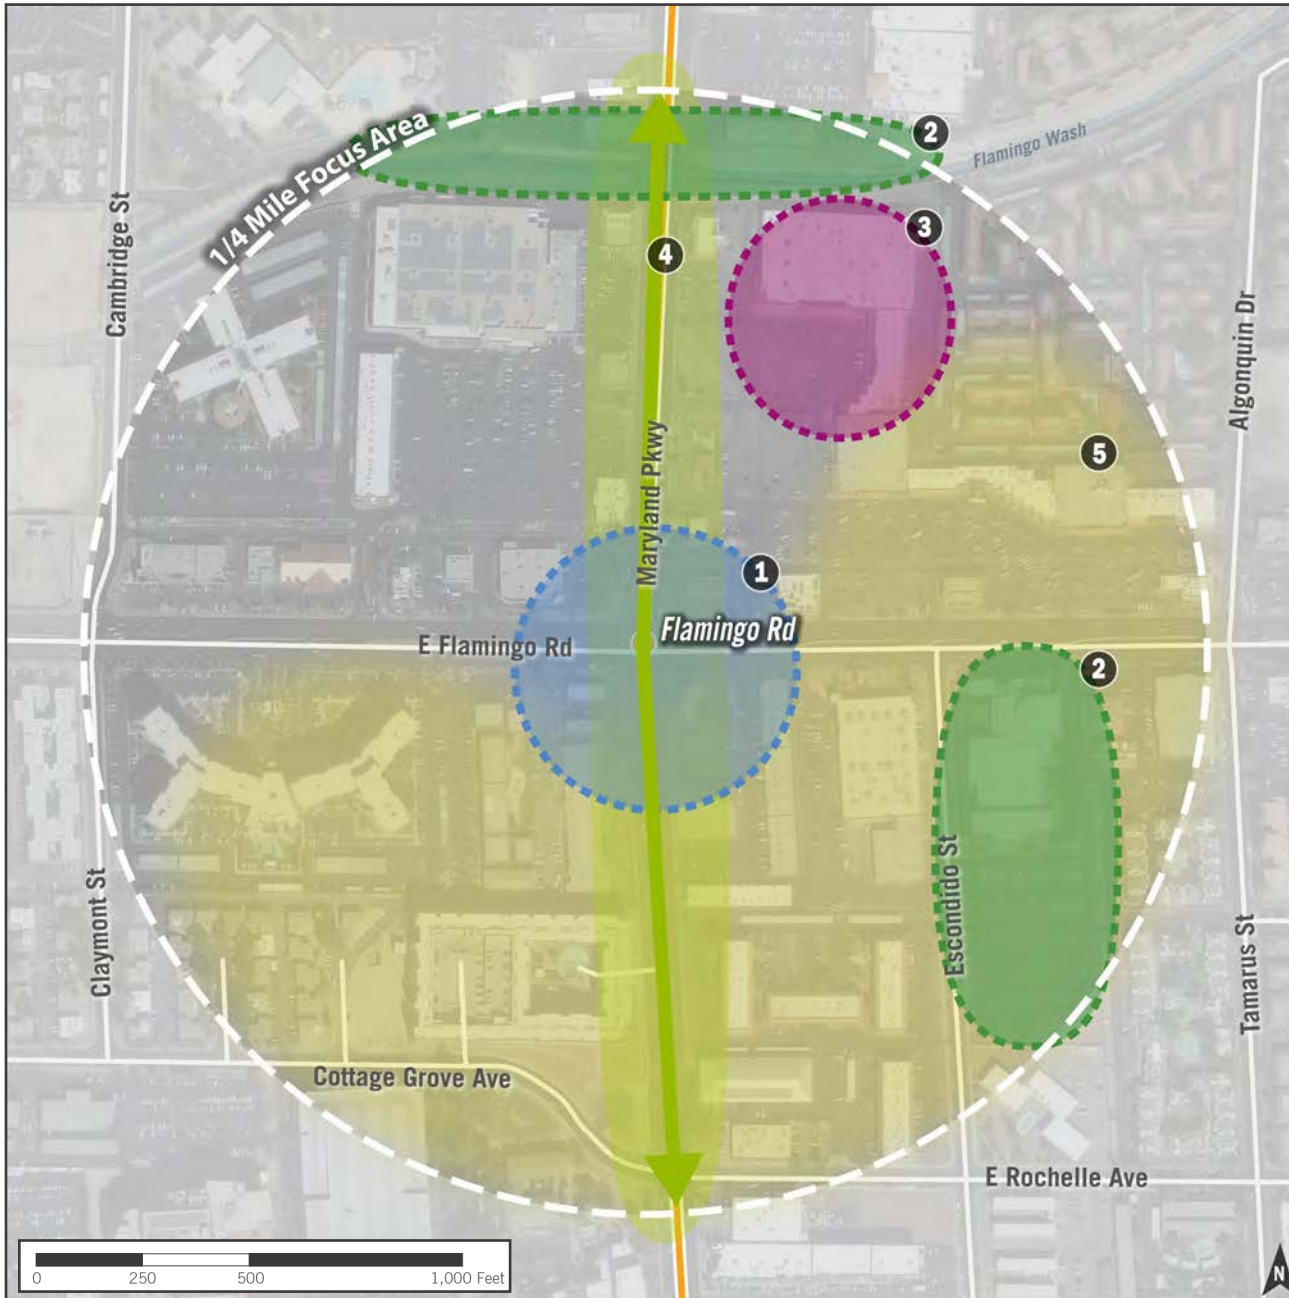 2
Flamingo Wash
1/4 Mile Focus Area
3
4
Cambridge St
Algonquin Dr
5
Maryland Pkwy
1
E Flamingo Rd
Flamingo Rd
2
Claymont St
Escondido St
Tamarus St
Cottage Grove Ave
E Rochelle Ave
0 250 500 1,000 Feet
N